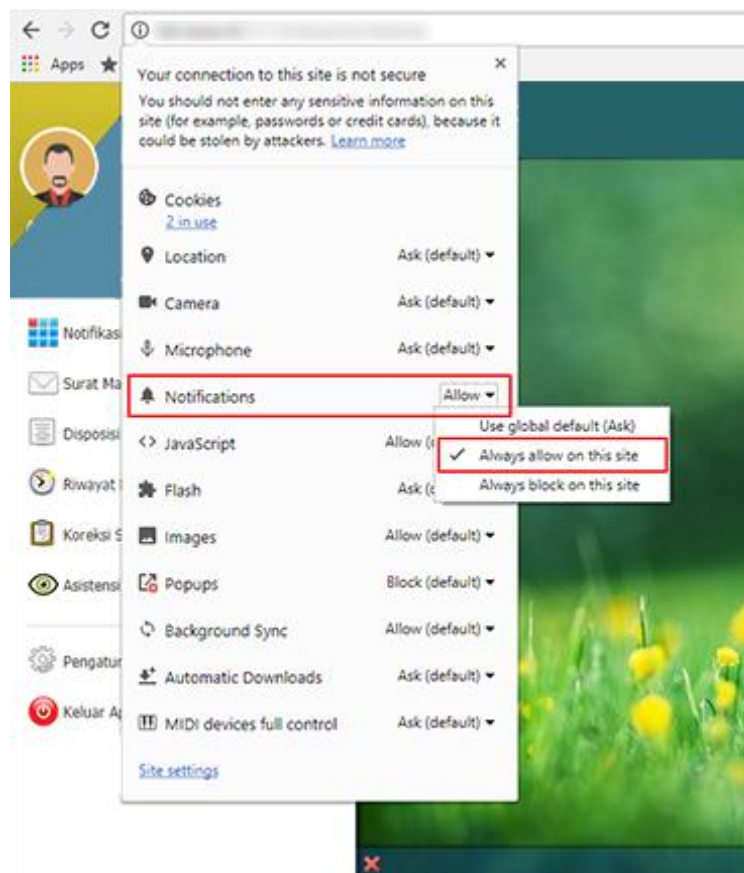 Apps
Your connection to this site is not secure
You should not enter any sensitive information on this
site (for example, passwords or credit cards), because it
could be stolen by attackers. Learn more
Cookies
2 in use
Location Ask (default)
Camera Ask (default)
Microphone Ask (default)
Notifications Allow
Use global default (Ask)
Always allow on this site
Always block on this site
JavaScript Allow (
Flash Ask (
Images Allow (default)
Popups Block (default)
Background Sync Allow (default)
Automatic Downloads Ask (default)
MIDI devices full control Ask (default)
Site settings
Notifikas
Surat Ma
Disposisi
Riwayat
Koreksi S
Asistensi
Pengatur
Keluar Ap